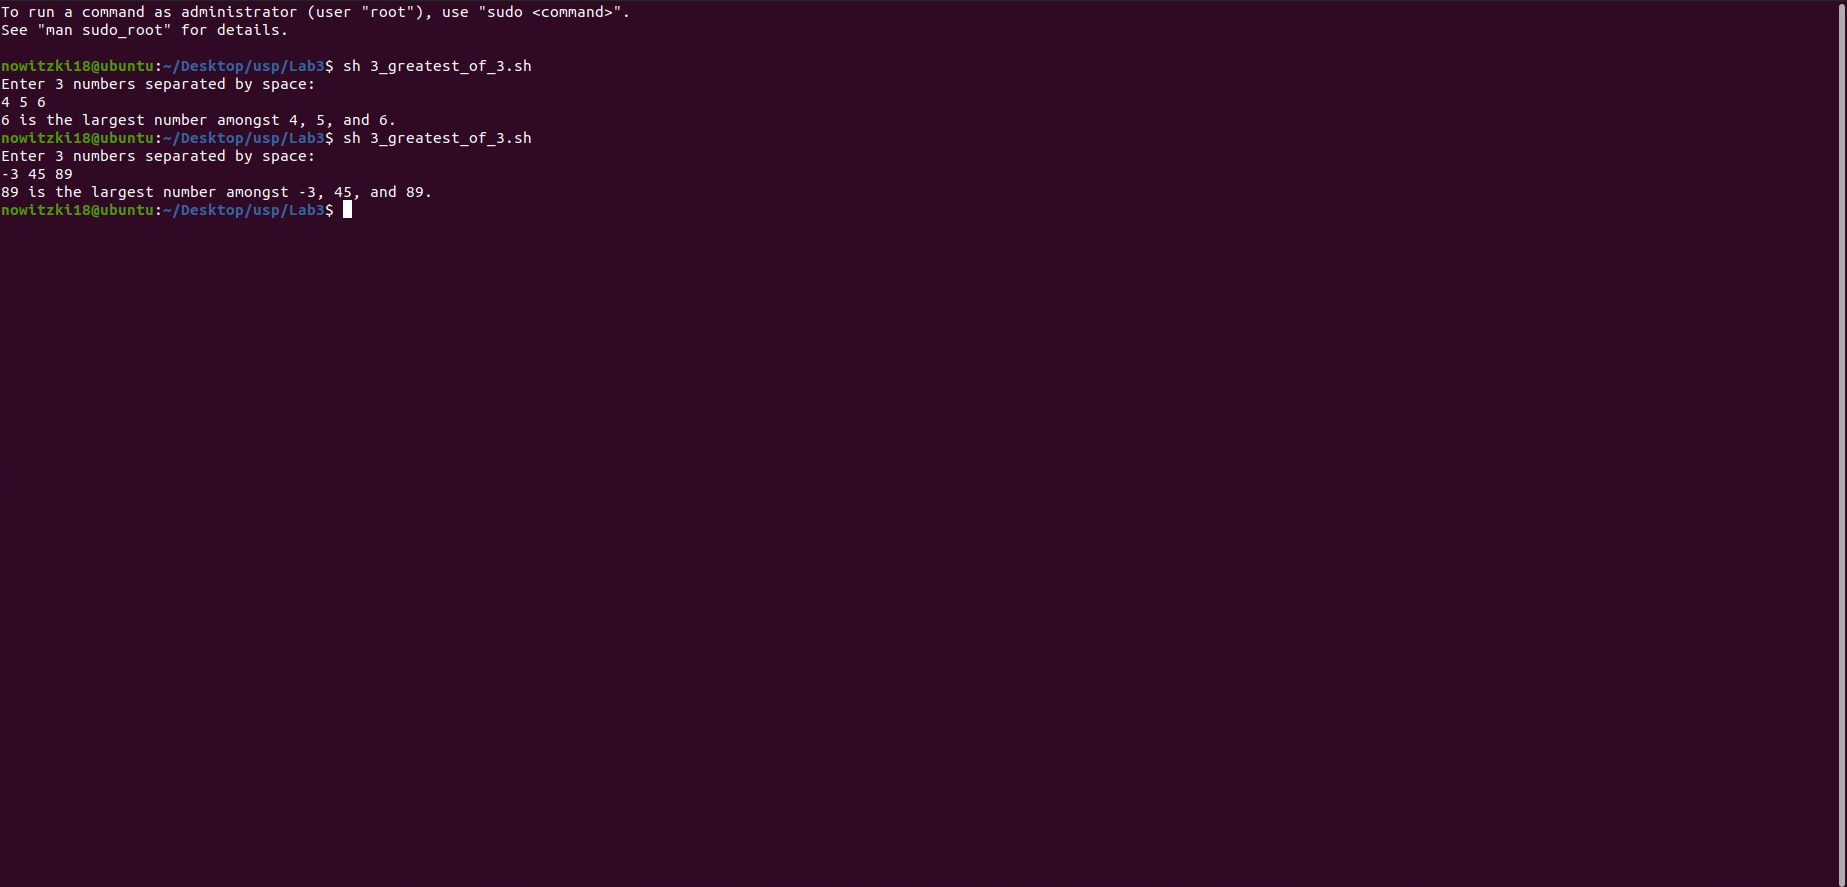 To run a command as administrator (user "root"), use "sudo <command>".
See "man sudo_root" for details.
nowitzki18@ubuntu:~/Desktop/usp/Lab3$ sh 3_greatest_of_3.sh
Enter 3 numbers separated by space:
4 5 6
6 is the largest number amongst 4, 5, and 6.
nowitzki18@ubuntu:~/Desktop/usp/Lab3$ sh 3_greatest_of_3.sh
Enter 3 numbers separated by space:
-3 45 89
89 is the largest number amongst -3, 45, and 89.
nowitzki18@ubuntu:~/Desktop/usp/Lab3$